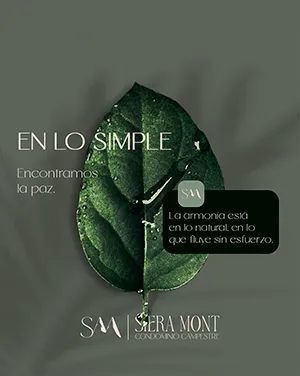 EN LO SIMPLE
Encontramos
la paz.
SM
La armonía está
en lo natural, en lo
que fluye sin esfuerzo.
SM | SIERA MONT
CONDOMINIO CAMPESTRE